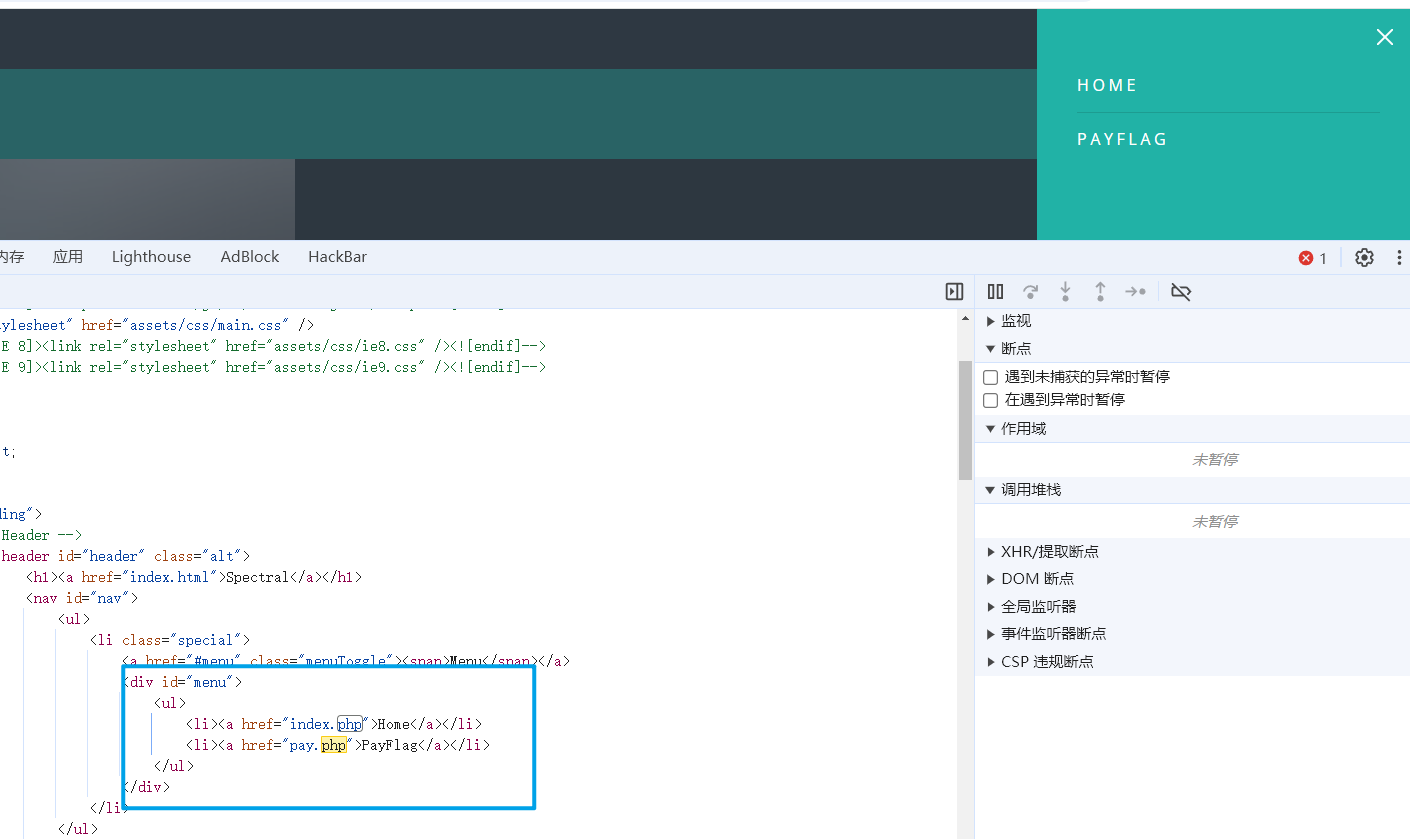 HOME
PAYFLAG
内存 应用 Lighthouse AdBlock HackBar 1
ylesheet" href="assets/css/main.css" />
E 8]><link rel="stylesheet" href="assets/css/ie8.css" /><![endif]-->
E 9]><link rel="stylesheet" href="assets/css/ie9.css" /><![endif]-->
t;
ding">
Header -->
header id="header" class="alt">
<h1><a href="index.html">Spectral</a></h1>
<nav id="nav">
<ul>
<li class="special">
<a href="#menu" class="menuToggle"><span>Menu</span></a>
<div id="menu">
<ul>
<li><a href="index.php">Home</a></li>
<li><a href="pay.php">PayFlag</a></li>
</ul>
</div>
</li>
</ul>
监视
断点
遇到未捕获的异常时暂停
在遇到异常时暂停
作用域
未暂停
调用堆栈
未暂停
XHR/提取断点
DOM 断点
全局监听器
事件监听器断点
CSP 违规断点